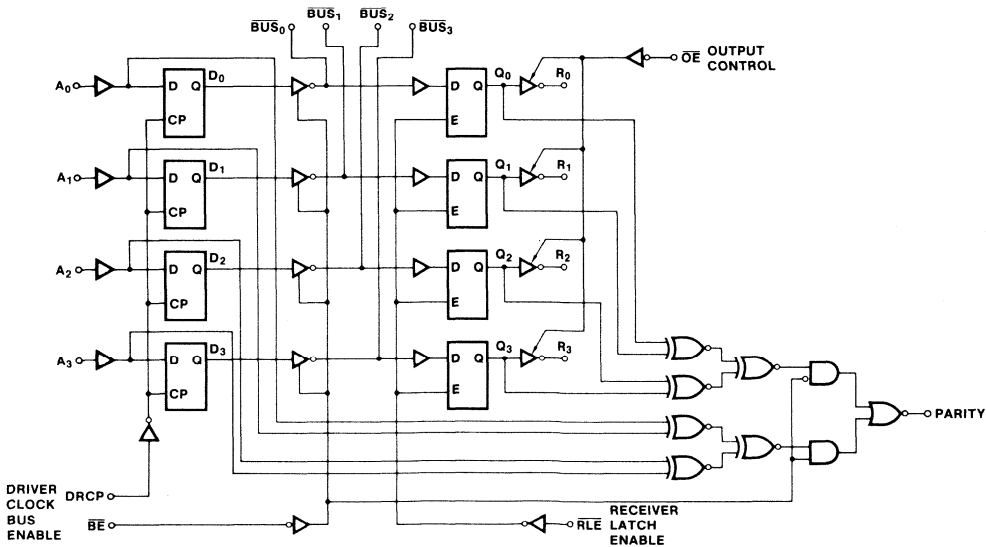 BUS₀
BUS₁
BUS₂
BUS₃
OE OUTPUT
CONTROL
A₀
D
Q
D₀
CP
D
Q
Q₀
E
R₀
A₁
D
Q
D₁
CP
D
Q
Q₁
E
R₁
A₂
D
Q
D₂
CP
D
Q
Q₂
E
R₂
A₃
D
Q
D₃
CP
D
Q
Q₃
E
R₃
PARITY
DRIVER
CLOCK
BUS
ENABLE
DRCP
BE
RLE
RECEIVER
LATCH
ENABLE